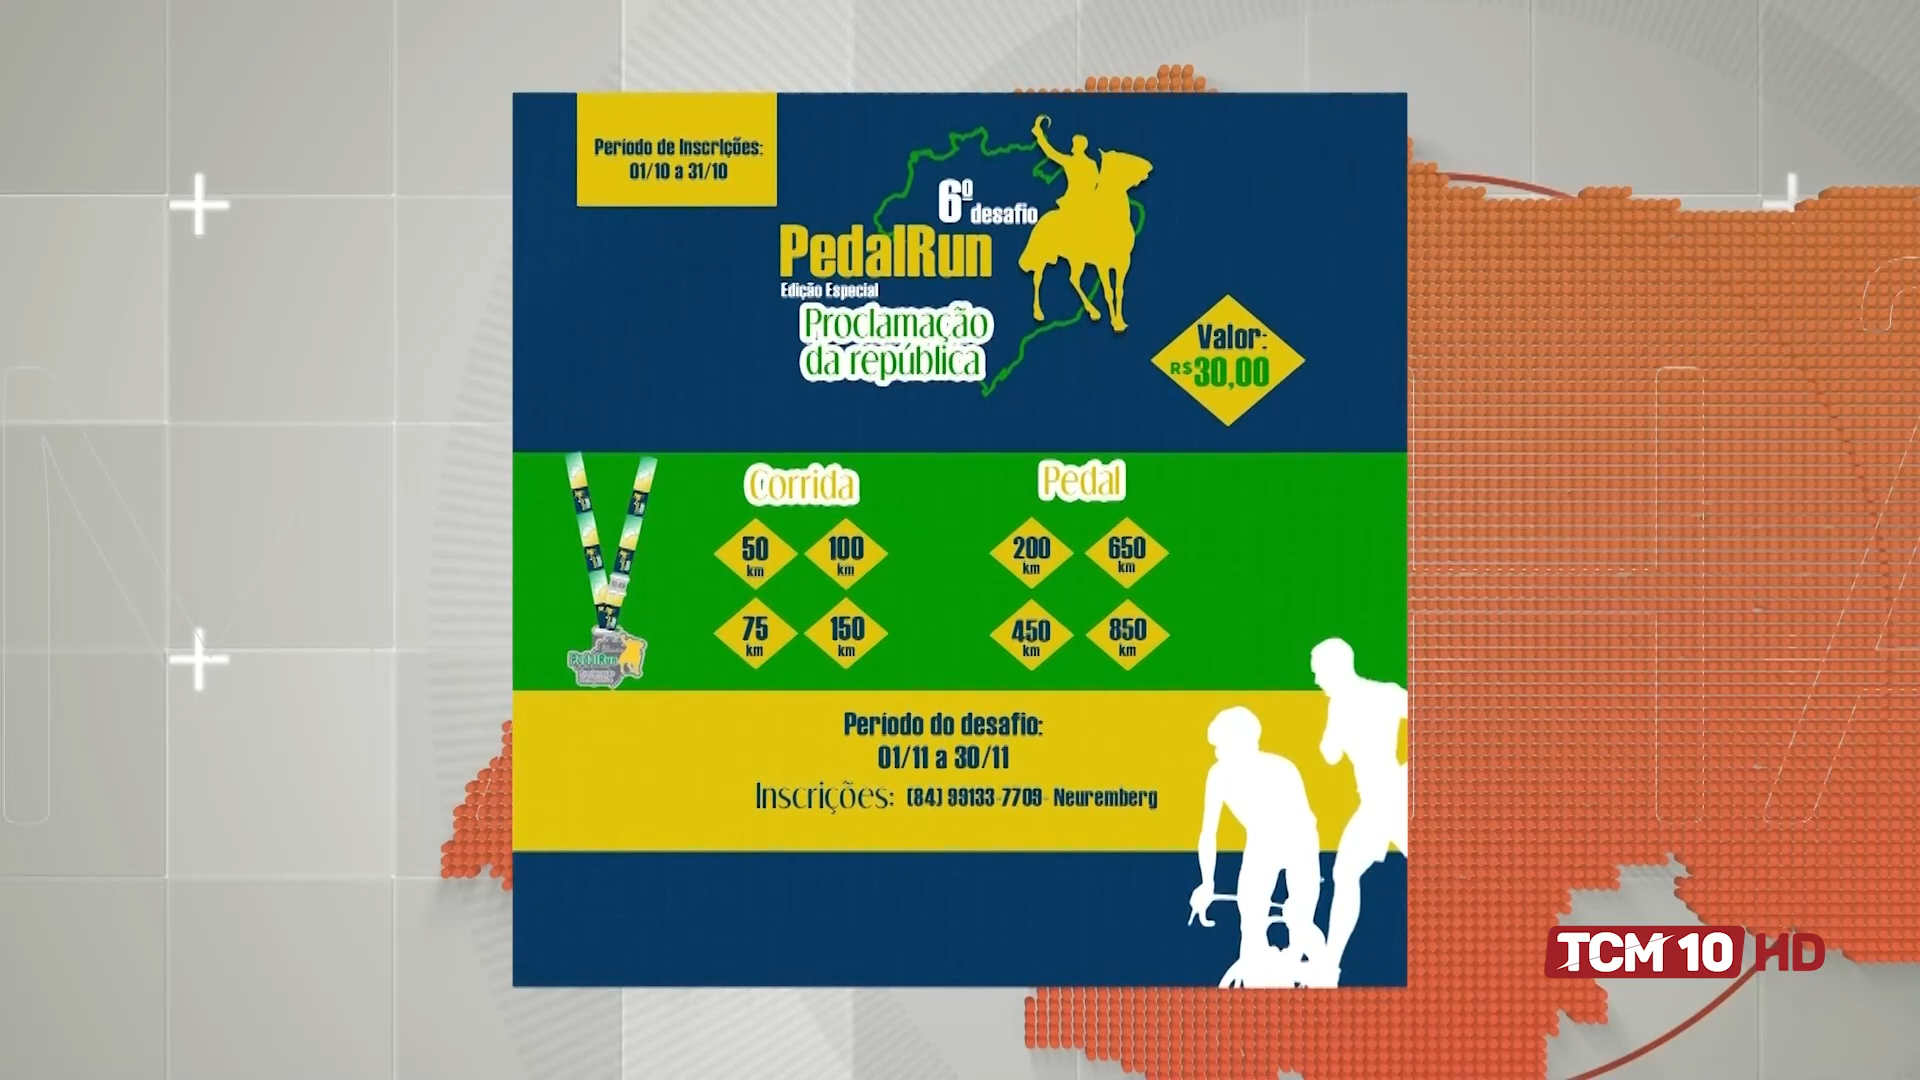 Período de Inscrições:
01/10 a 31/10
6º desafio
PedalRun
Edição Especial
Proclamação
da república
Valor:
R$30,00
Corrida
Pedal
50 km
100 km
200 km
650 km
75 km
150 km
450 km
850 km
PedalRun
Período do desafio:
01/11 a 30/11
Inscrições: (84) 99133-7709- Neuremberg
TCM 10 HD